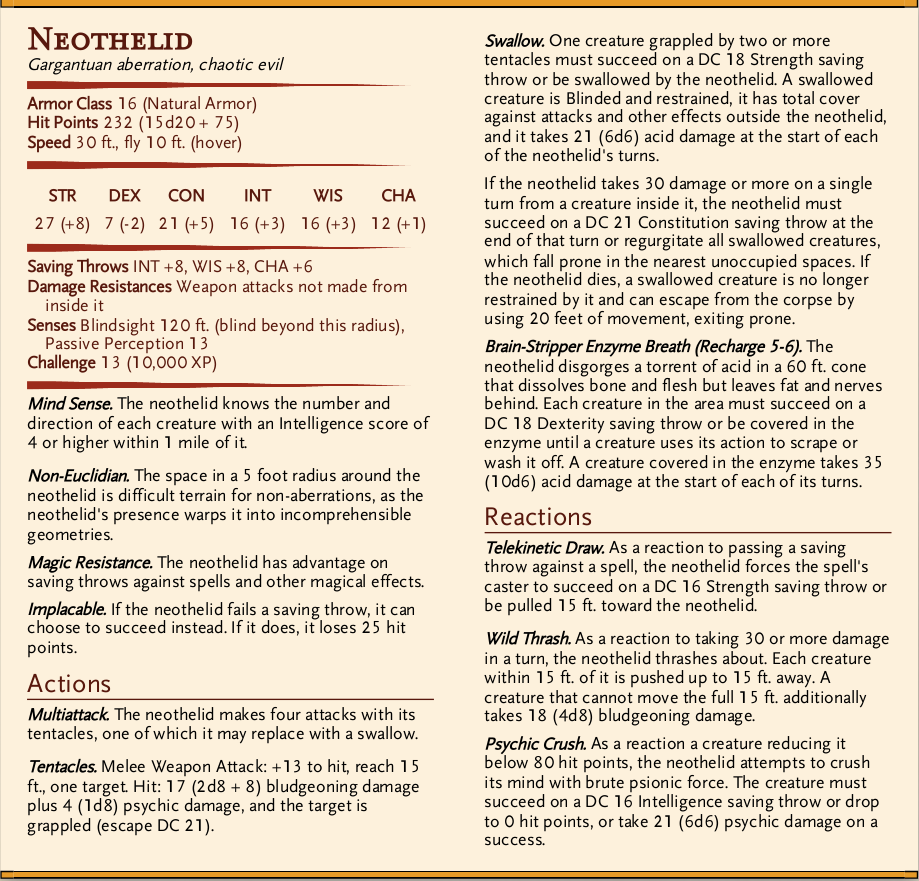 Neothelid
Gargantuan aberration, chaotic evil
Armor Class 16 (Natural Armor)
Hit Points 232 (15d20 + 75)
Speed 30 ft., fly 10 ft. (hover)
STR DEX CON INT WIS CHA
27 (+8) 7 (-2) 21 (+5) 16 (+3) 16 (+3) 12 (+1)
Saving Throws INT +8, WIS +8, CHA +6
Damage Resistances Weapon attacks not made from
inside it
Senses Blindsight 120 ft. (blind beyond this radius),
Passive Perception 13
Challenge 13 (10,000 XP)
Mind Sense. The neothelid knows the number and
direction of each creature with an Intelligence score of
4 or higher within 1 mile of it.
Non-Euclidian. The space in a 5 foot radius around the
neothelid is difficult terrain for non-aberrations, as the
neothelid's presence warps it into incomprehensible
geometries.
Magic Resistance. The neothelid has advantage on
saving throws against spells and other magical effects.
Implacable. If the neothelid fails a saving throw, it can
choose to succeed instead. If it does, it loses 25 hit
points.
Actions
Multiattack. The neothelid makes four attacks with its
tentacles, one of which it may replace with a swallow.
Tentacles. Melee Weapon Attack: +13 to hit, reach 15
ft., one target. Hit: 17 (2d8 + 8) bludgeoning damage
plus 4 (1d8) psychic damage, and the target is
grappled (escape DC 21).
Swallow. One creature grappled by two or more
tentacles must succeed on a DC 18 Strength saving
throw or be swallowed by the neothelid. A swallowed
creature is Blinded and restrained, it has total cover
against attacks and other effects outside the neothelid,
and it takes 21 (6d6) acid damage at the start of each
of the neothelid's turns.
If the neothelid takes 30 damage or more on a single
turn from a creature inside it, the neothelid must
succeed on a DC 21 Constitution saving throw at the
end of that turn or regurgitate all swallowed creatures,
which fall prone in the nearest unoccupied spaces. If
the neothelid dies, a swallowed creature is no longer
restrained by it and can escape from the corpse by
using 20 feet of movement, exiting prone.
Brain-Stripper Enzyme Breath (Recharge 5-6). The
neothelid disgorges a torrent of acid in a 60 ft. cone
that dissolves bone and flesh but leaves fat and nerves
behind. Each creature in the area must succeed on a
DC 18 Dexterity saving throw or be covered in the
enzyme until a creature uses its action to scrape or
wash it off. A creature covered in the enzyme takes 35
(10d6) acid damage at the start of each of its turns.
Reactions
Telekinetic Draw. As a reaction to passing a saving
throw against a spell, the neothelid forces the spell's
caster to succeed on a DC 16 Strength saving throw or
be pulled 15 ft. toward the neothelid.
Wild Thrash. As a reaction to taking 30 or more damage
in a turn, the neothelid thrashes about. Each creature
within 15 ft. of it is pushed up to 15 ft. away. A
creature that cannot move the full 15 ft. additionally
takes 18 (4d8) bludgeoning damage.
Psychic Crush. As a reaction a creature reducing it
below 80 hit points, the neothelid attempts to crush
its mind with brute psionic force. The creature must
succeed on a DC 16 Intelligence saving throw or drop
to 0 hit points, or take 21 (6d6) psychic damage on a
success.